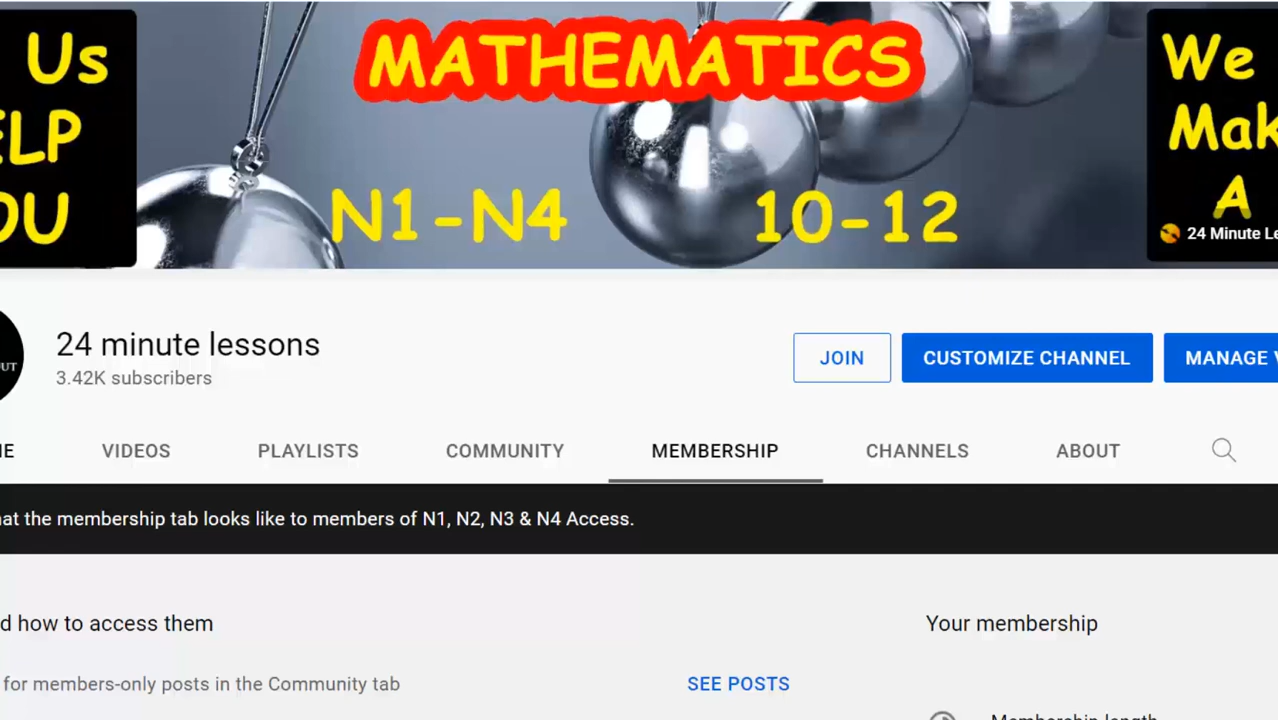 Us
ELP
OU
MATHEMATICS
N1-N4
10-12
We
Mak
A
24 Minute Le
UT
24 minute lessons
3.42K subscribers
JOIN
CUSTOMIZE CHANNEL
MANAGE V
E
VIDEOS
PLAYLISTS
COMMUNITY
MEMBERSHIP
CHANNELS
ABOUT
at the membership tab looks like to members of N1, N2, N3 & N4 Access.
d how to access them
Your membership
for members-only posts in the Community tab
SEE POSTS
Membership length